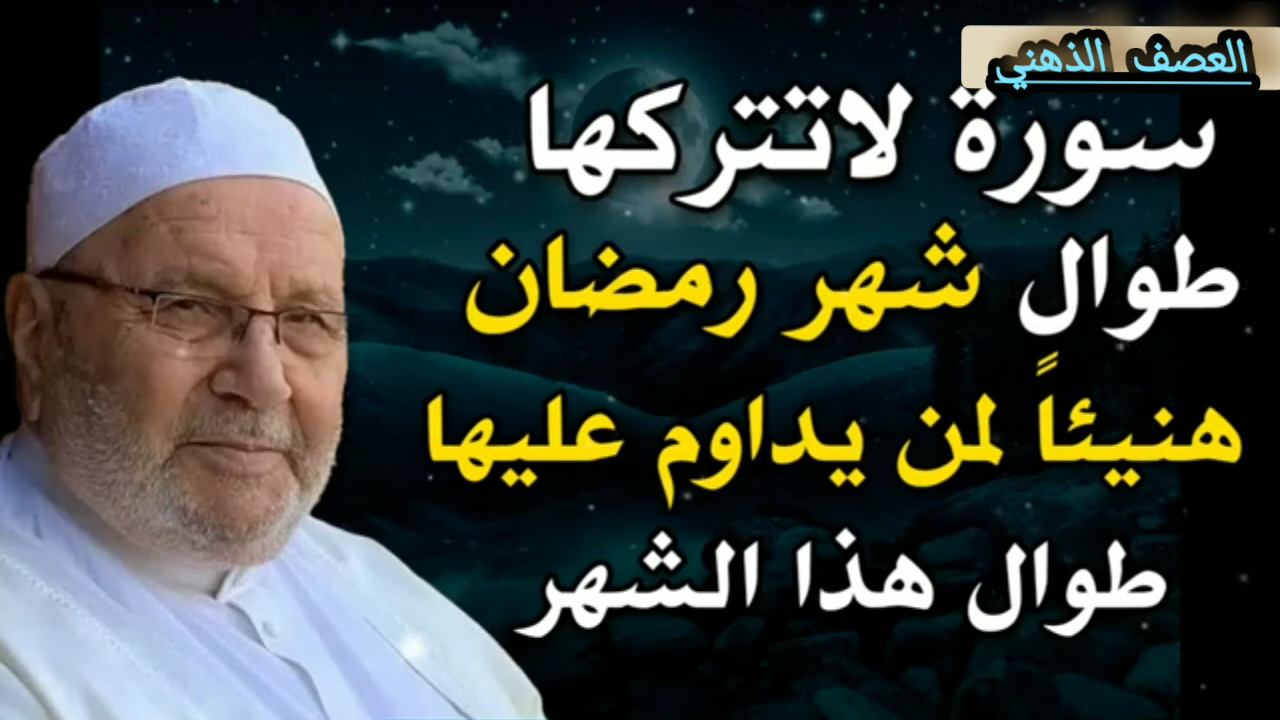 العصف الذهني
سورة لاتتركها
طوال شهر رمضان
هنيئاً لمن يداوم عليها
طوال هذا الشهر